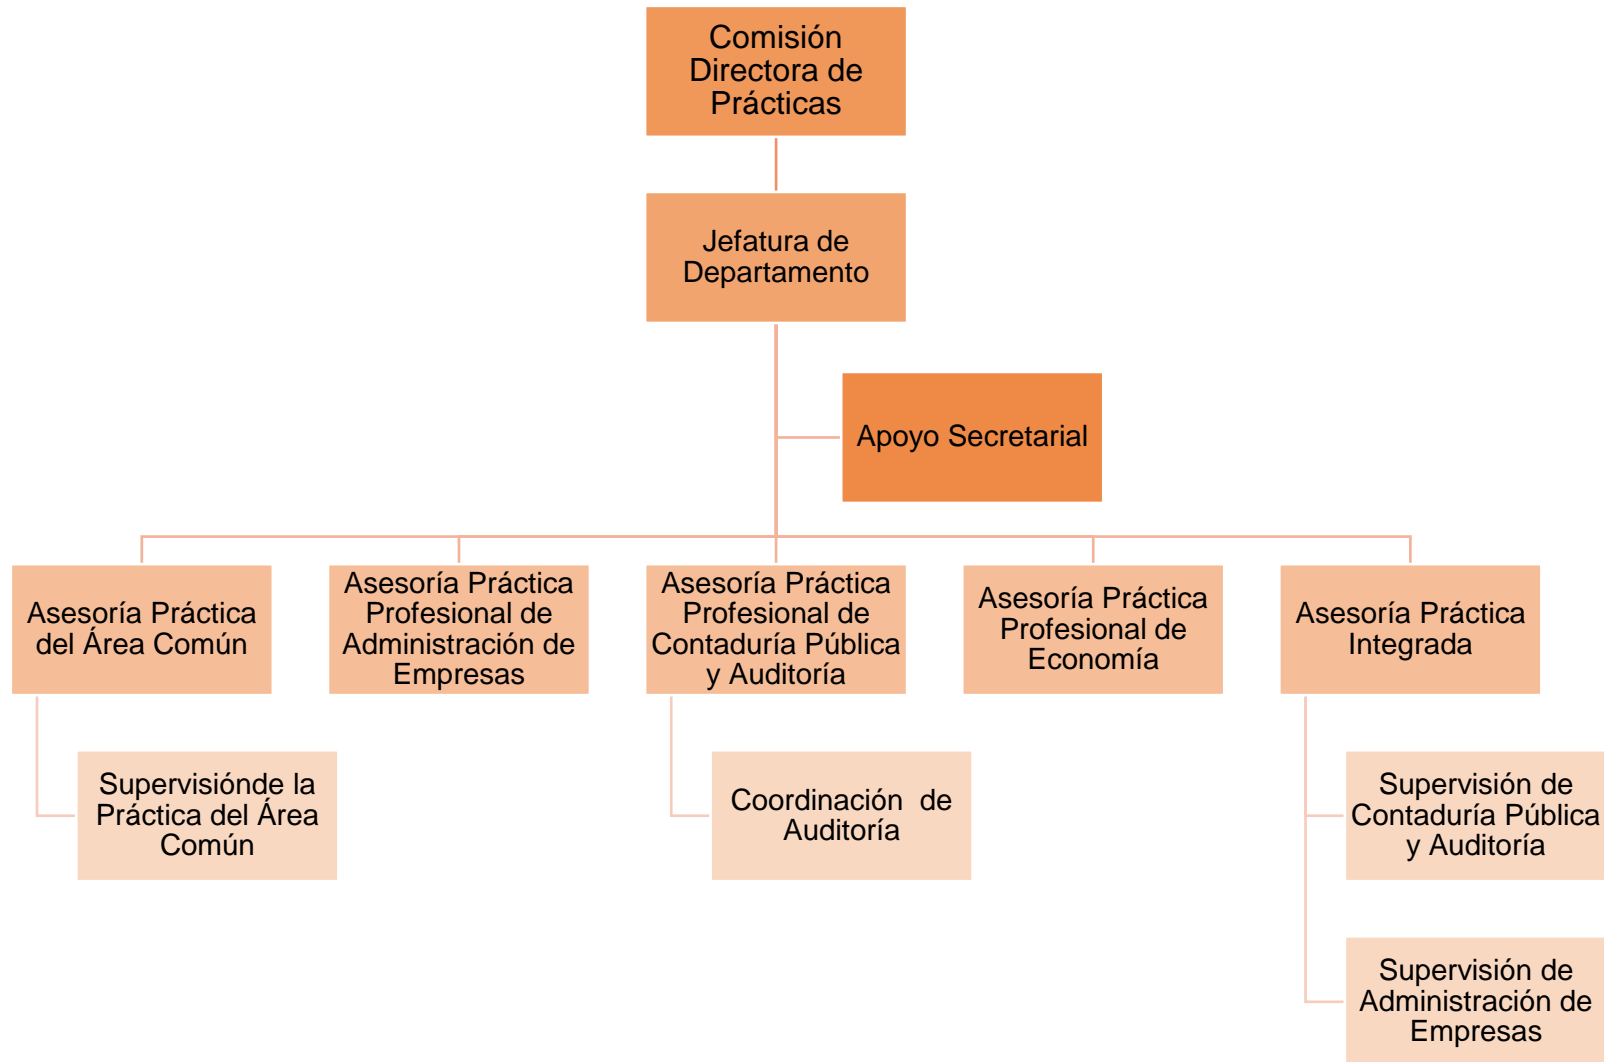 Comisión
Directora de
Prácticas
Jefatura de
Departamento
Apoyo Secretarial
Asesoría Práctica
del Área Común
Asesoría Práctica
Profesional de
Administración de
Empresas
Asesoría Práctica
Profesional de
Contaduría Pública
y Auditoría
Asesoría Práctica
Profesional de
Economía
Asesoría Práctica
Integrada
Supervisiónde la
Práctica del Área
Común
Coordinación  de
Auditoría
Supervisión de
Contaduría Pública
y Auditoría
Supervisión de
Administración de
Empresas